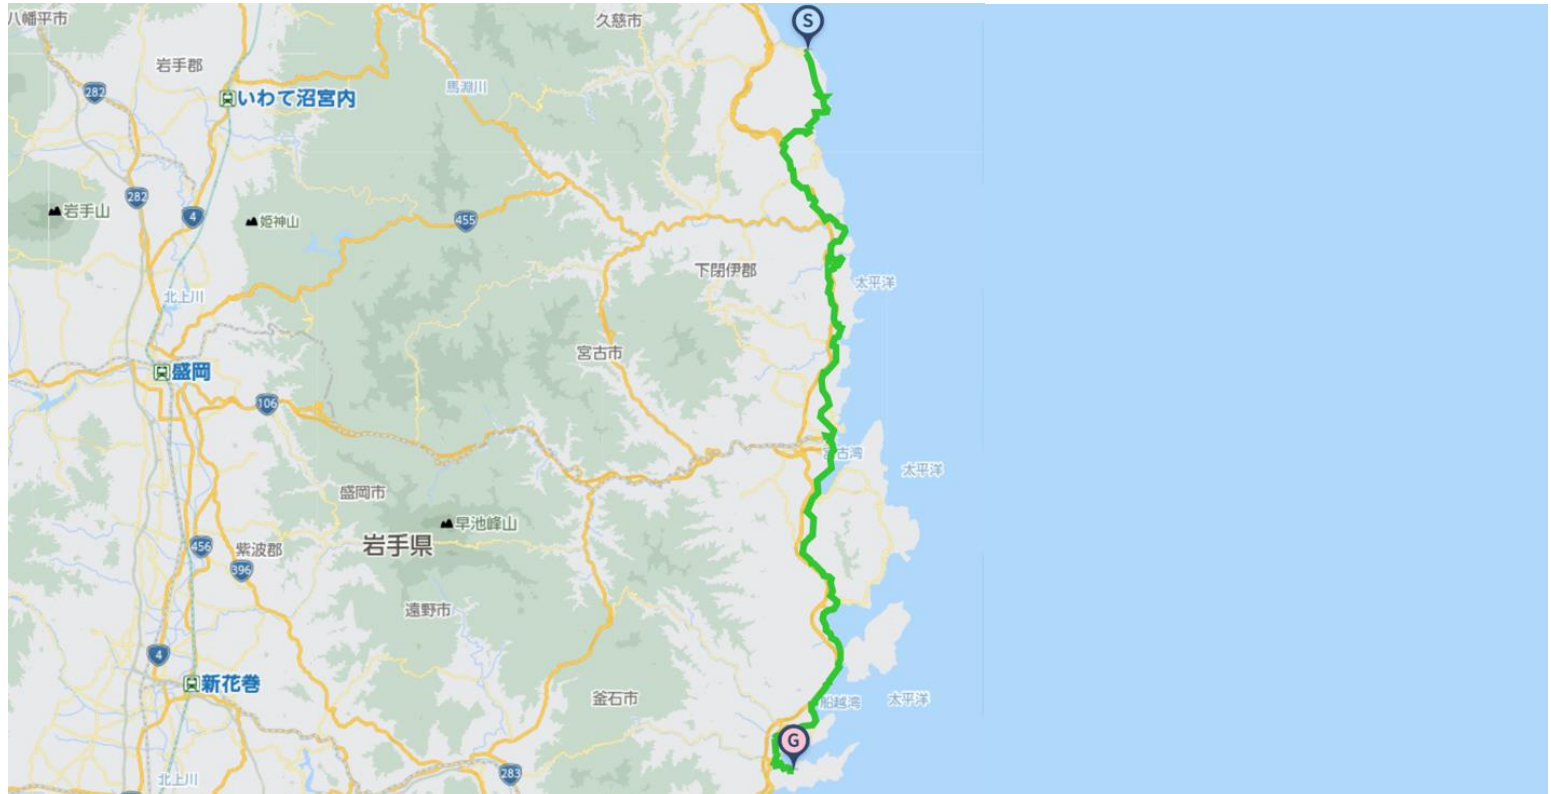 八幡平市
久慈市
S
岩手郡
282
いわて沼宮内
馬淵川
282
岩手山
4
姫神山
455
下閉伊郡
太平洋
北上川
宮古市
盛岡
106
宮古湾
太平洋
盛岡市
早池峰山
岩手県
456
紫波郡
396
遠野市
4
新花巻
釜石市
船越湾
太平洋
G
283
北上川